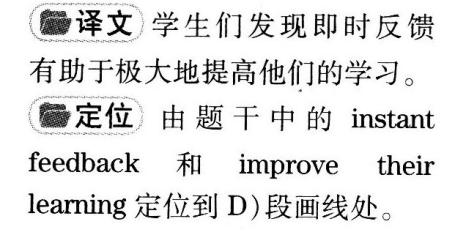 译文 学生们发现即时反馈
有助于极大地提高他们的学习。
定位 由题干中的 instant
feedback 和 improve their
learning 定位到 D)段画线处。